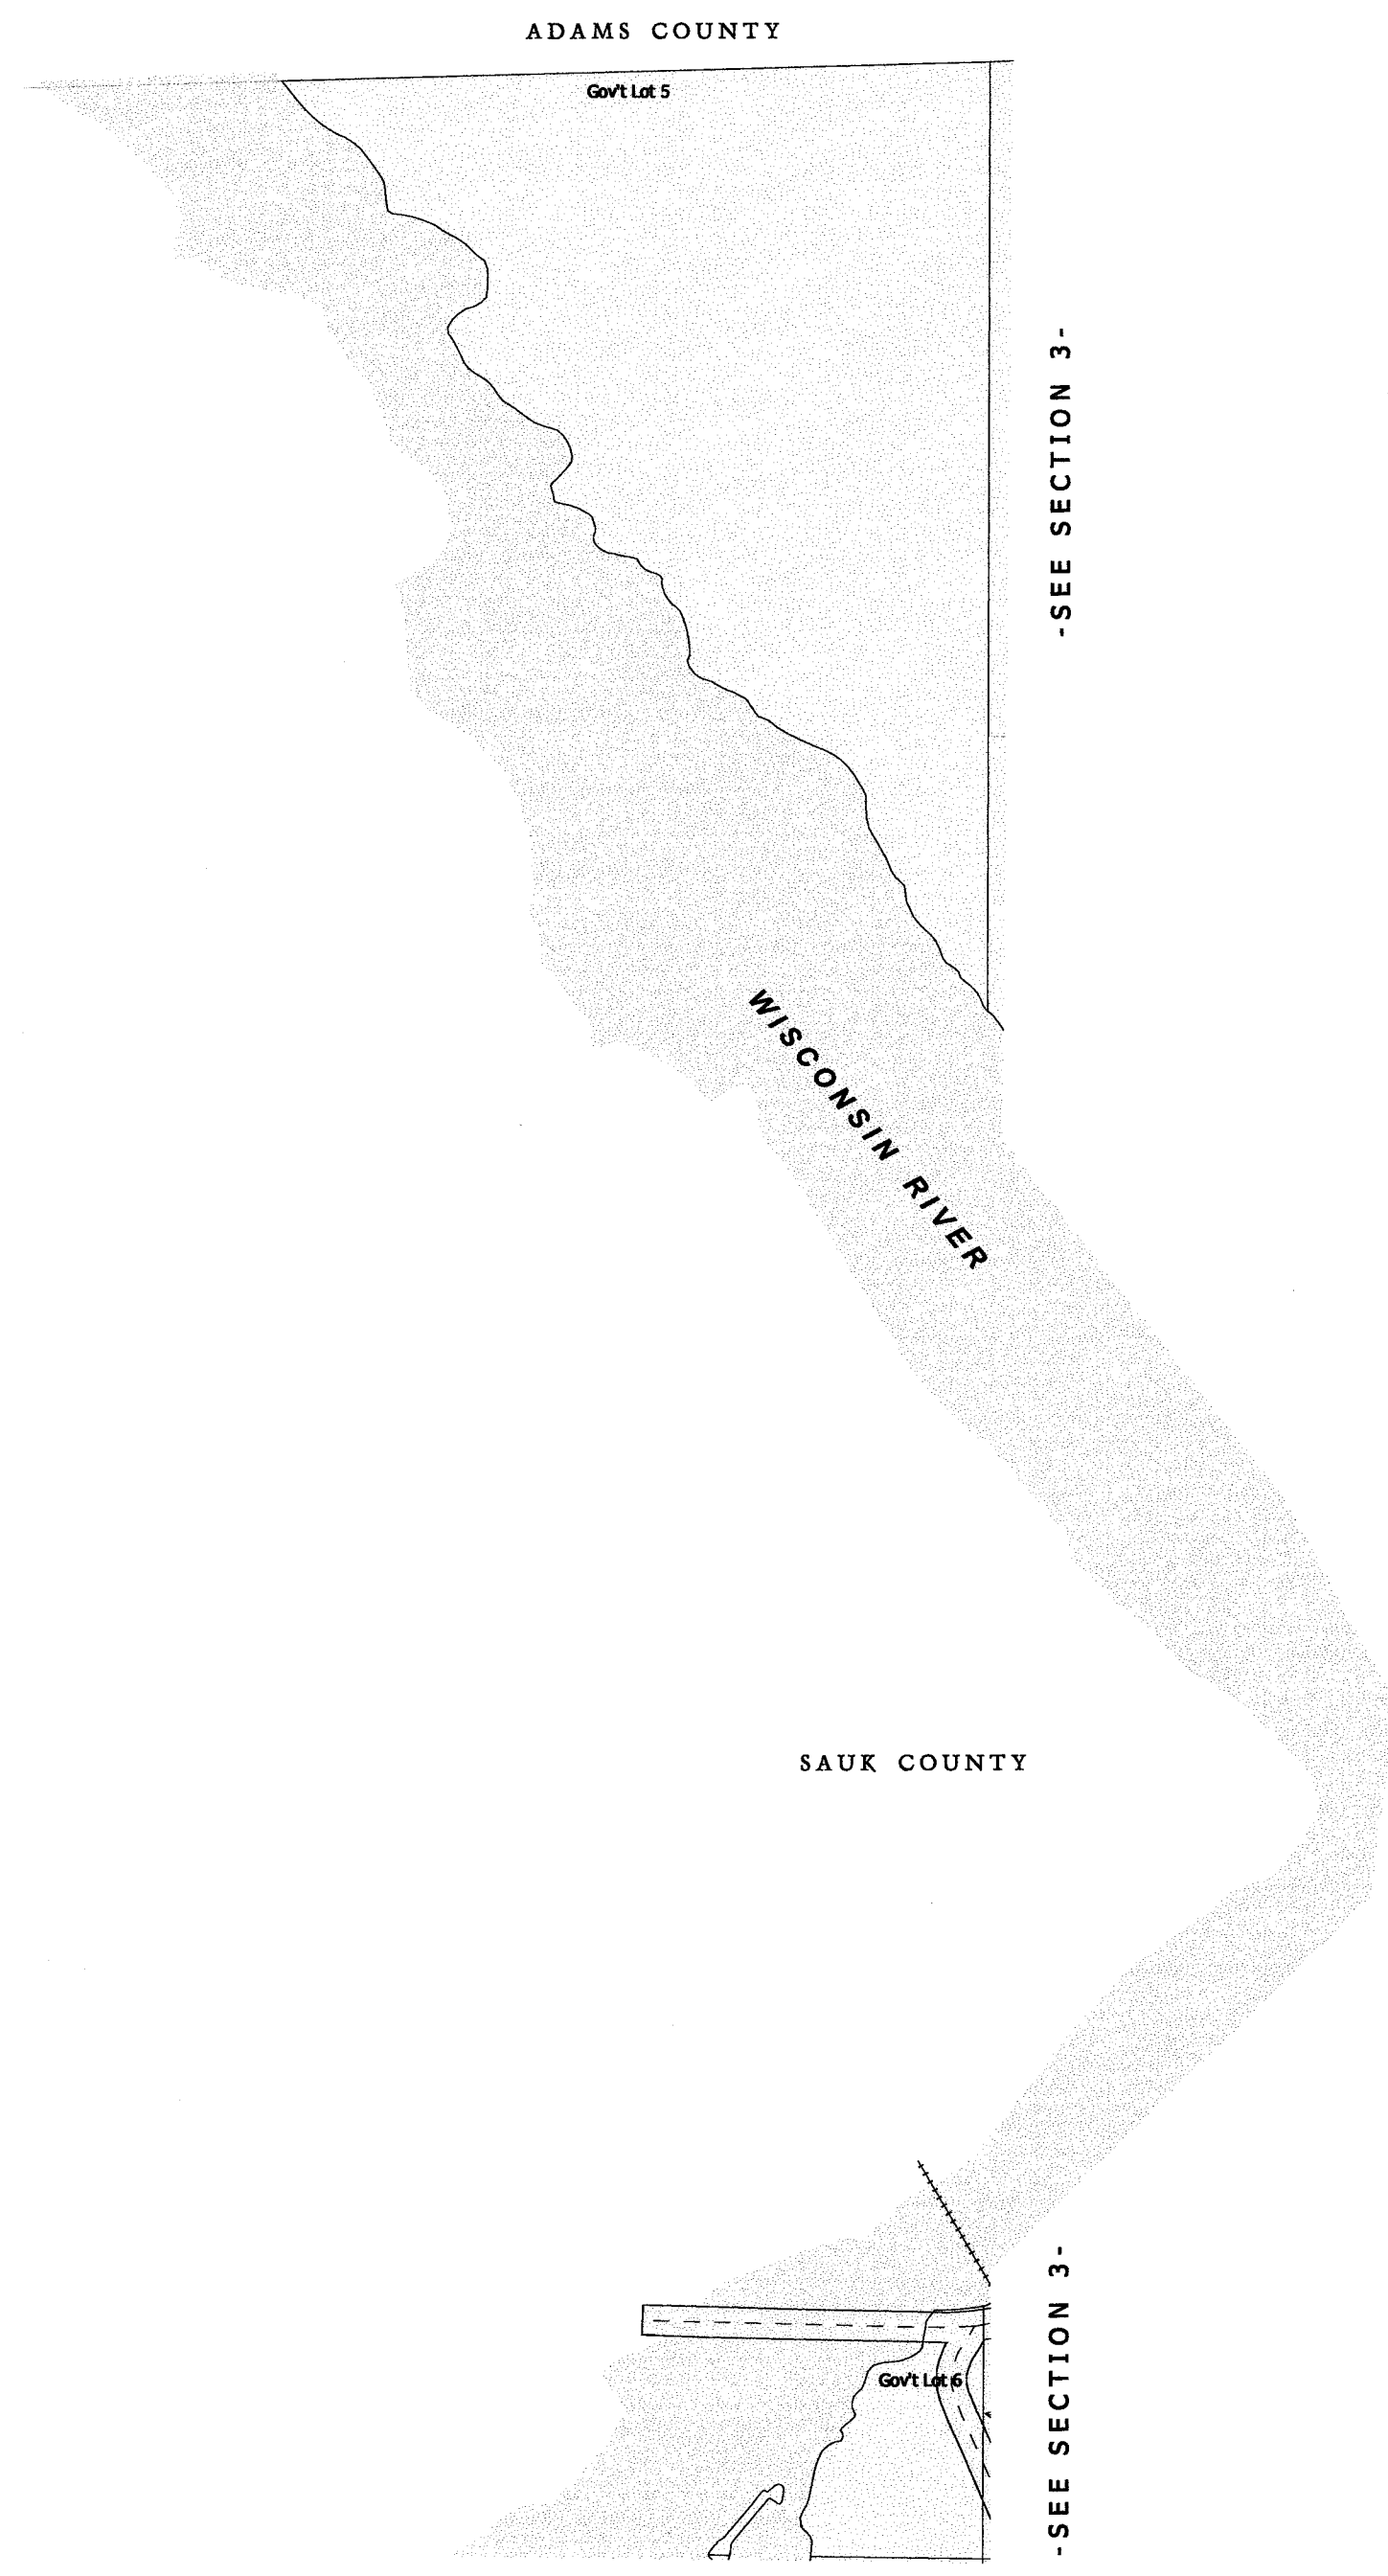 ADAMS COUNTY
Gov't Lot 5
-SEE SECTION 3-
WISCONSIN RIVER
SAUK COUNTY
-SEE SECTION 3-
Gov't Lot 6